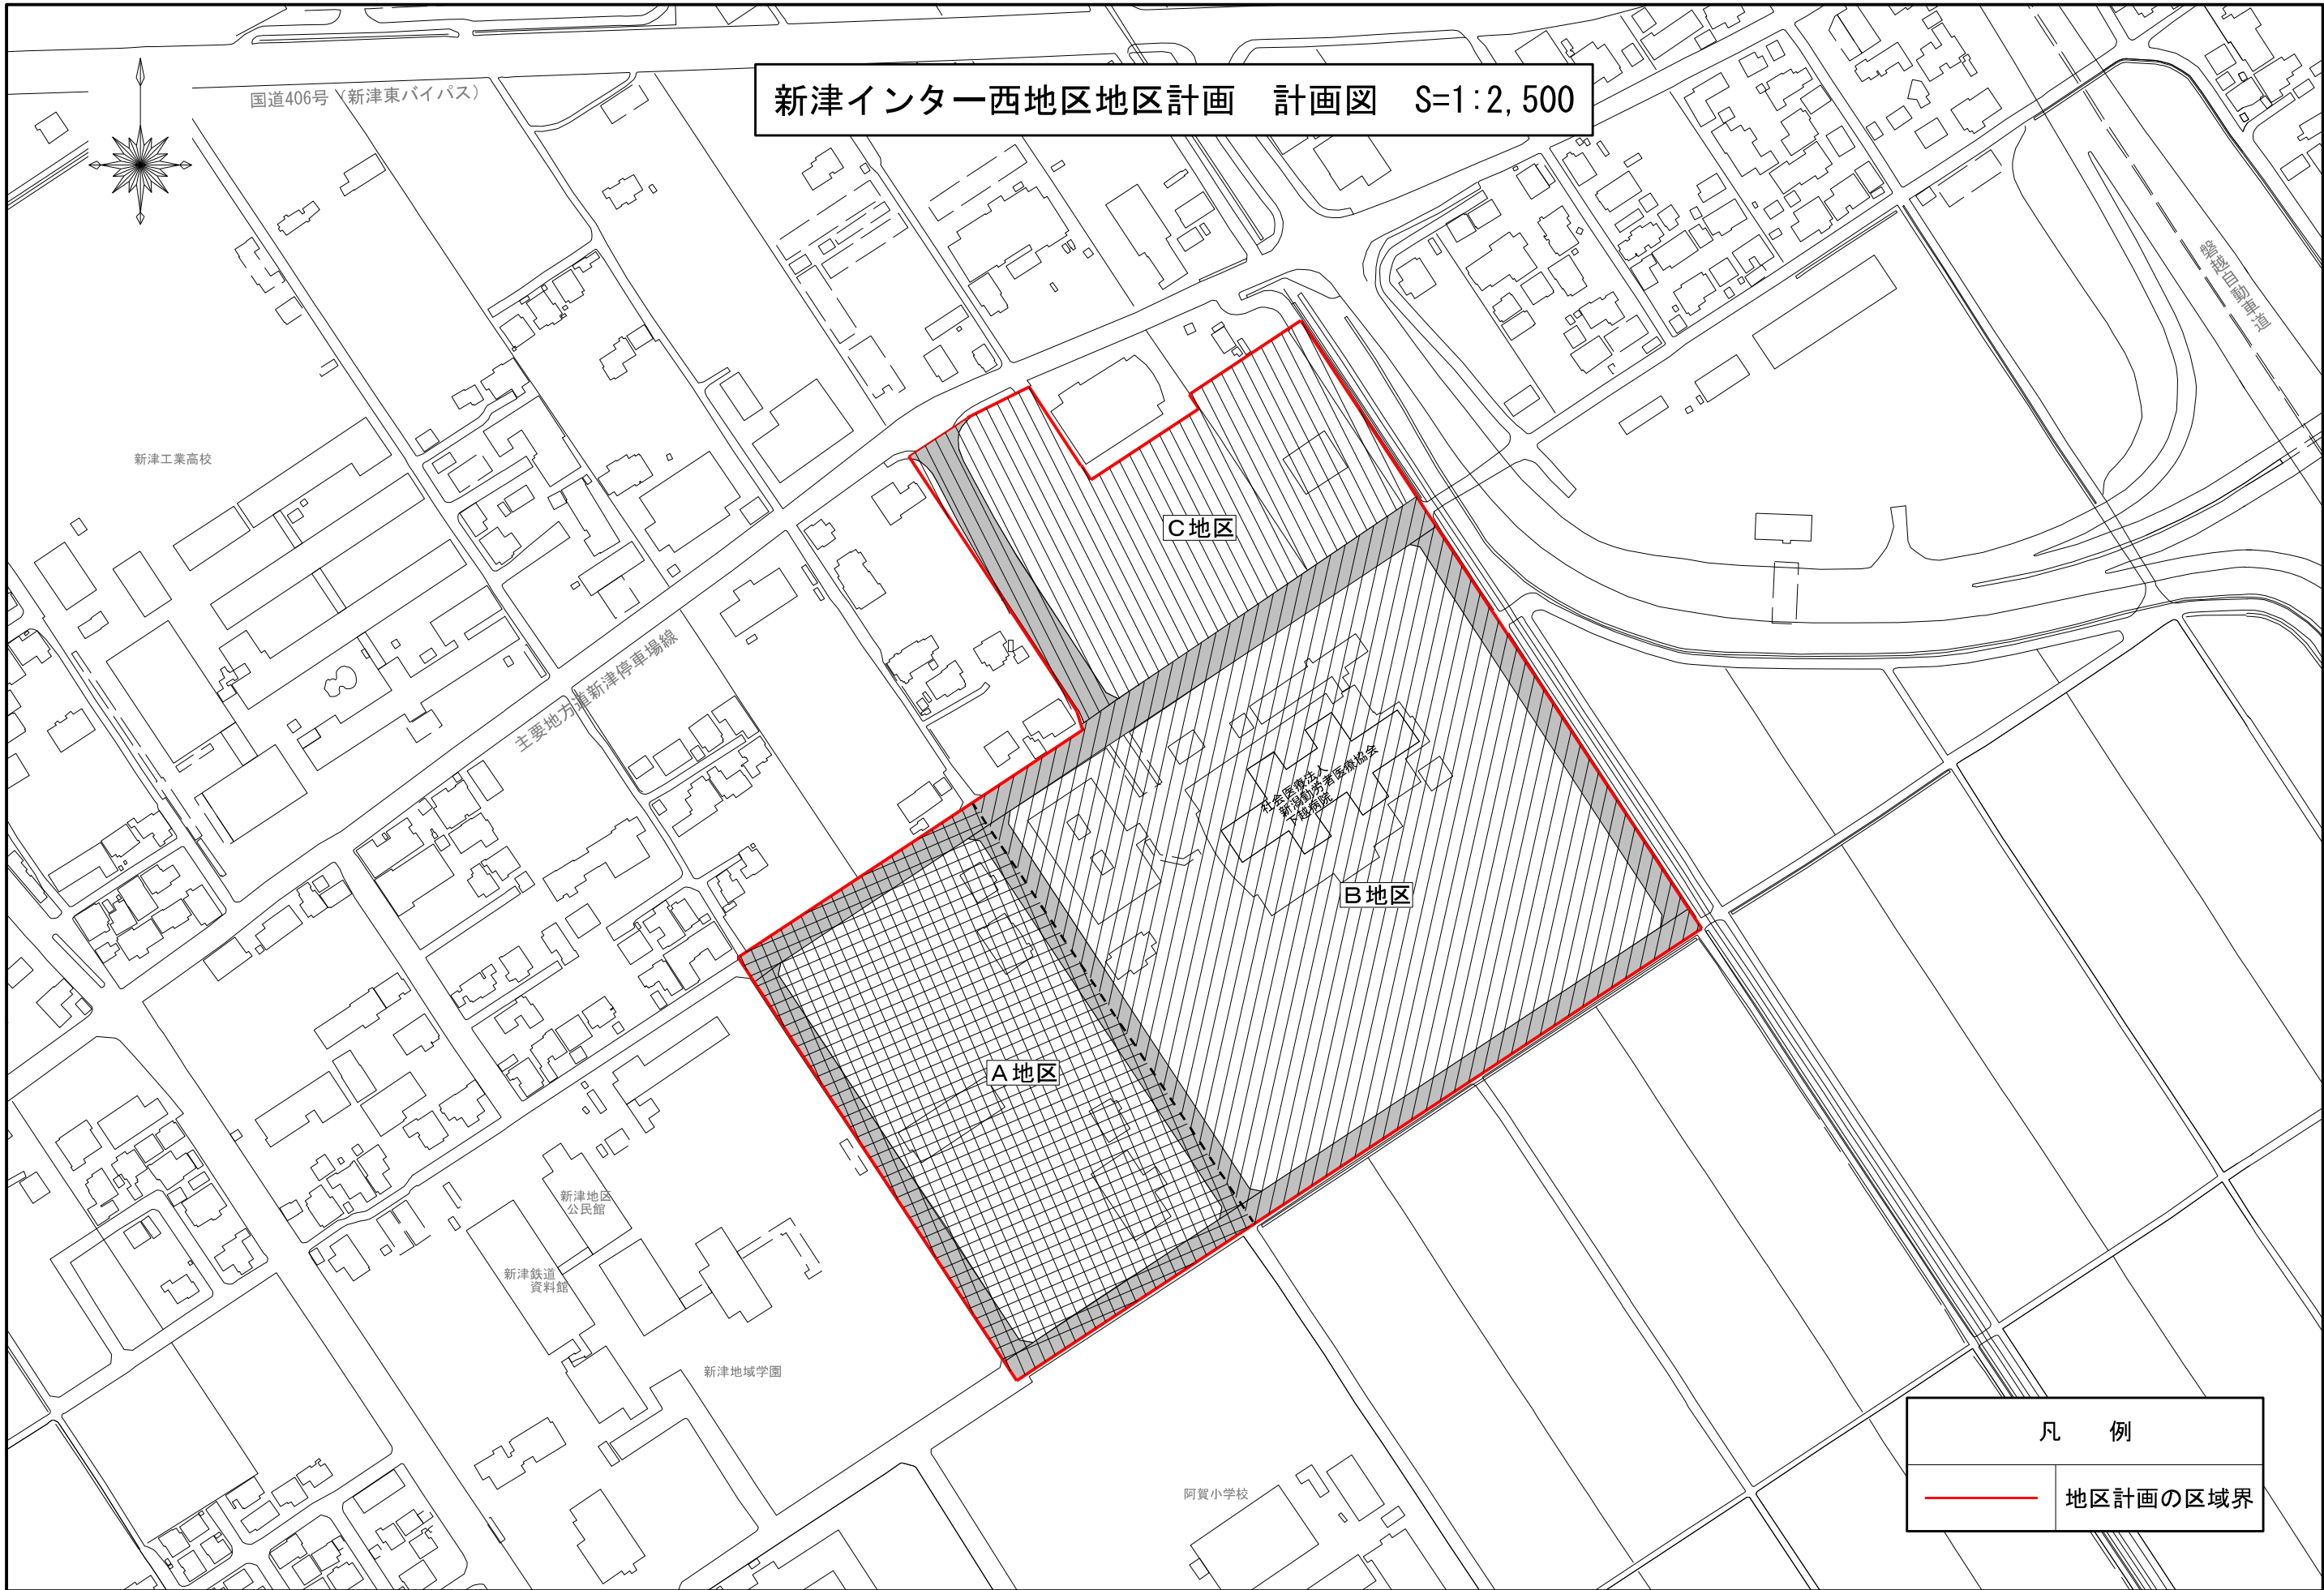 新津インター西地区地区計画　計画図　S=1:2,500
国道406号（新津東バイパス）
磐越自動車道
新津工業高校
C地区
主要地方道新津停車場線
社会医療法人
新潟勤労者医療協会
下越病院
B地区
A地区
新津地区
公民館
新津鉄道
資料館
新津地域学園
阿賀小学校
凡　例
地区計画の区域界